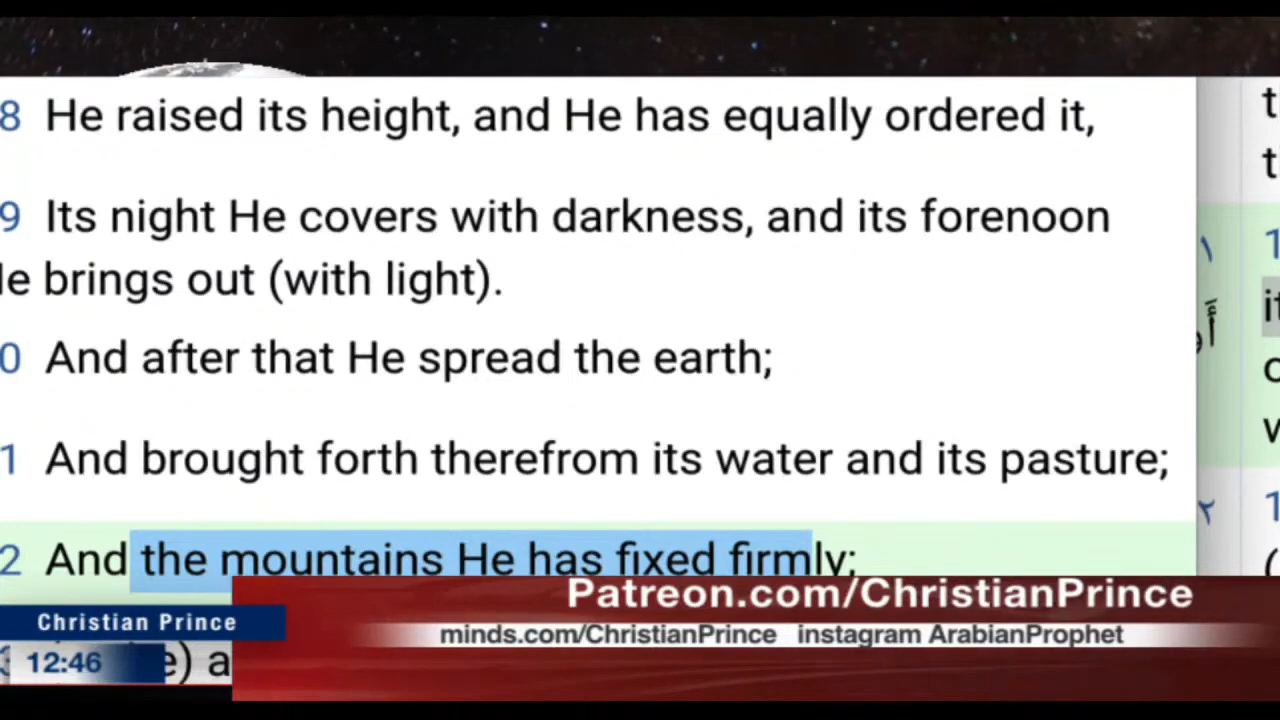 8 He raised its height, and He has equally ordered it,
9 Its night He covers with darkness, and its forenoon
He brings out (with light).
0 And after that He spread the earth;
1 And brought forth therefrom its water and its pasture;
2 And the mountains He has fixed firmly;
Patreon.com/ChristianPrince
Christian Prince
minds.com/ChristianPrince instagram ArabianProphet
12:46